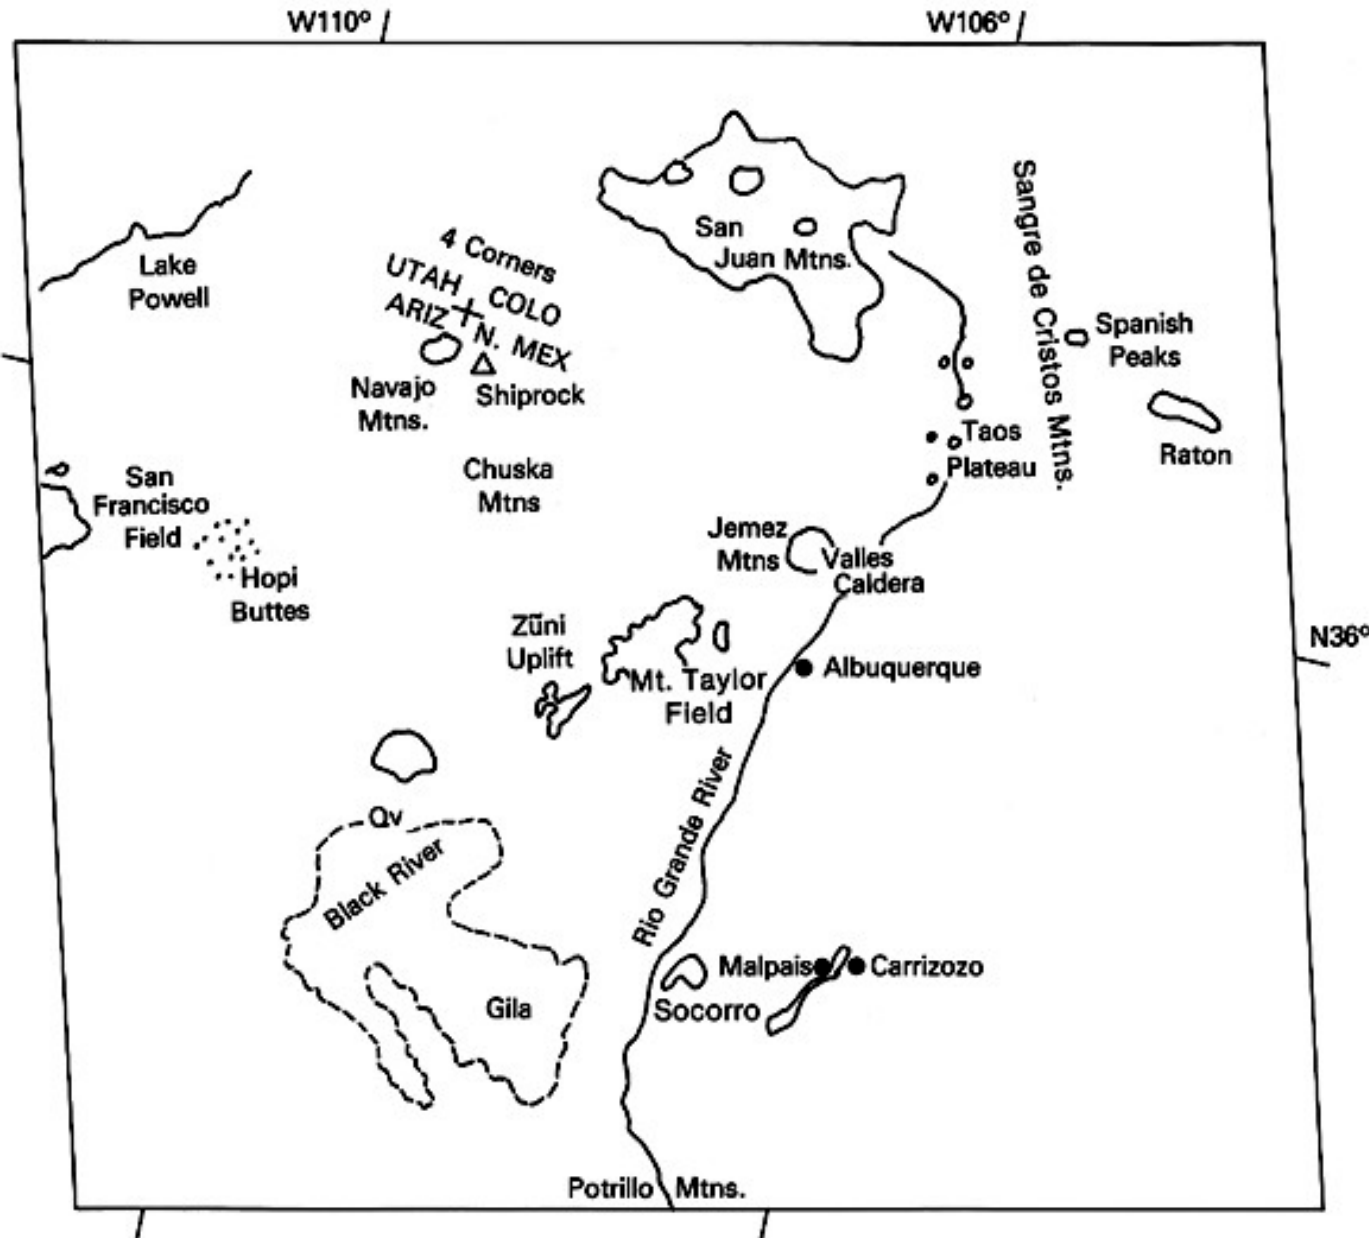 W110°
W106°
Sangre de Cristos Mtns.
San
Juan Mtns.
4 Corners
UTAH COLO
ARIZ N. MEX
Lake
Powell
Spanish
Peaks
Navajo
Mtns.
Shiprock
Taos
Plateau
Raton
San
Francisco
Field
Chuska
Mtns
Jemez
Mtns
Valles
Caldera
Hopi
Buttes
Zũni
Uplift
N36°
Mt. Taylor
Field
Albuquerque
Rio Grande River
Qv
Black River
Gila
Malpais
Carrizozo
Socorro
Potrillo Mtns.